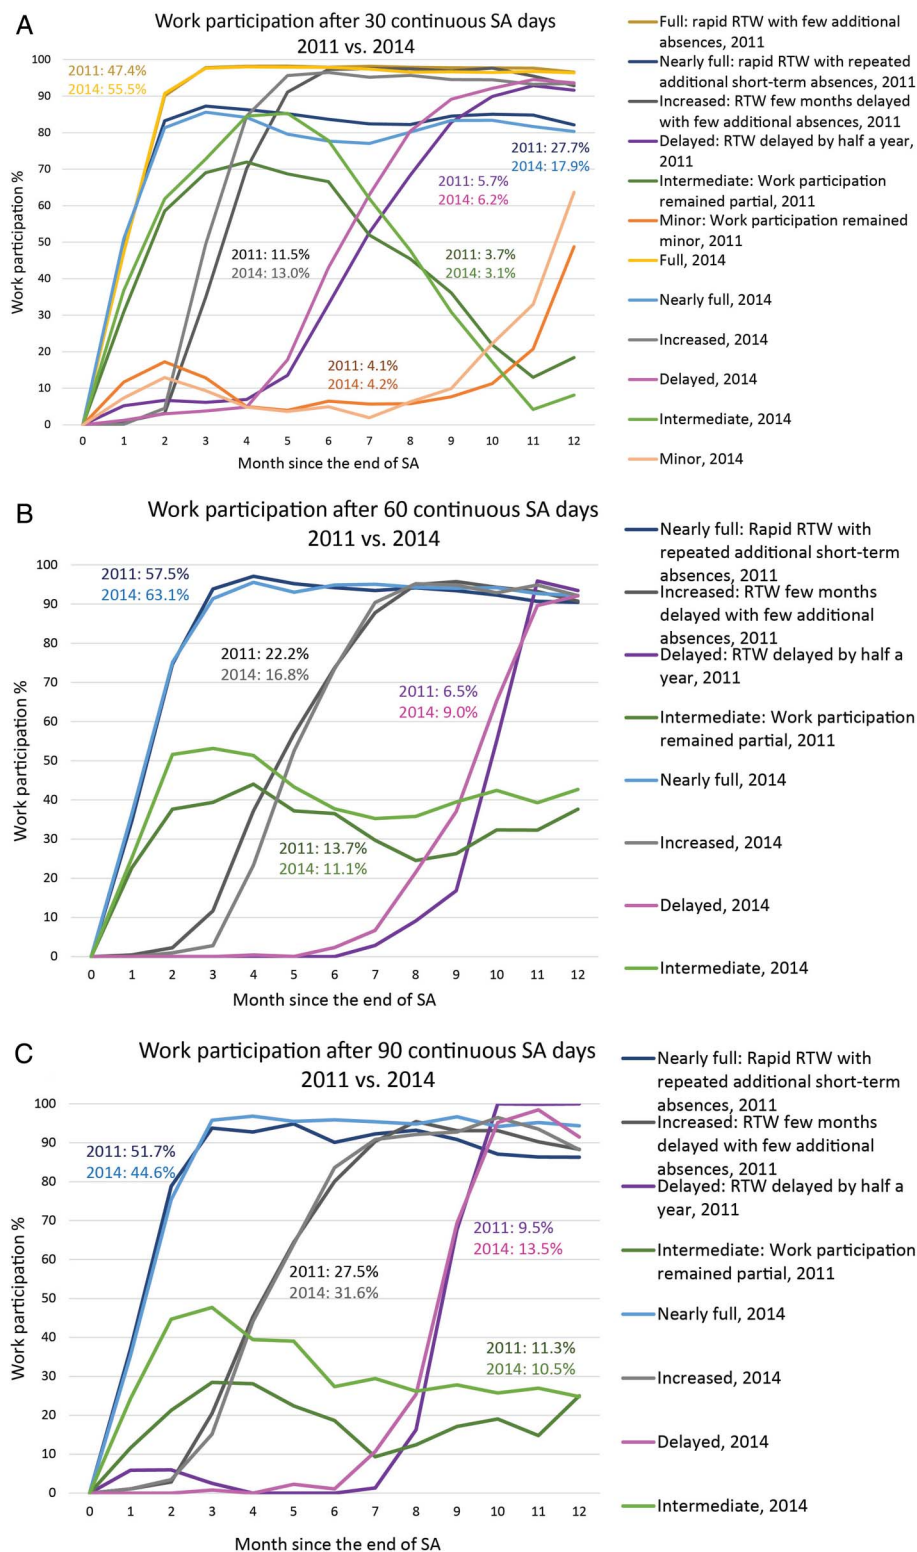 A
Work participation after 30 continuous SA days
2011 vs. 2014
Work participation %
100
90
80
70
60
50
40
30
20
10
0
0 1 2 3 4 5 6 7 8 9 10 11 12
Month since the end of SA
2011: 47.4%
2014: 55.5%
2011: 27.7%
2014: 17.9%
2011: 5.7%
2014: 6.2%
2011: 11.5%
2014: 13.0%
2011: 3.7%
2014: 3.1%
2011: 4.1%
2014: 4.2%
Full: rapid RTW with few additional
absences, 2011
Nearly full: rapid RTW with repeated
additional short-term absences, 2011
Increased: RTW few months delayed
with few additional absences, 2011
Delayed: RTW delayed by half a year,
2011
Intermediate: Work participation
remained partial, 2011
Minor: Work participation remained
minor, 2011
Full, 2014
Nearly full, 2014
Increased, 2014
Delayed, 2014
Intermediate, 2014
Minor, 2014
B
Work participation after 60 continuous SA days
2011 vs. 2014
Work participation %
100
90
80
70
60
50
40
30
20
10
0
0 1 2 3 4 5 6 7 8 9 10 11 12
Month since the end of SA
2011: 57.5%
2014: 63.1%
2011: 22.2%
2014: 16.8%
2011: 6.5%
2014: 9.0%
2011: 13.7%
2014: 11.1%
Nearly full: Rapid RTW with
repeated additional short-term
absences, 2011
Increased: RTW few months
delayed with few additional
absences, 2011
Delayed: RTW delayed by half a
year, 2011
Intermediate: Work participation
remained partial, 2011
Nearly full, 2014
Increased, 2014
Delayed, 2014
Intermediate, 2014
C
Work participation after 90 continuous SA days
2011 vs. 2014
Work participation %
100
90
80
70
60
50
40
30
20
10
0
0 1 2 3 4 5 6 7 8 9 10 11 12
Month since the end of SA
2011: 51.7%
2014: 44.6%
2011: 9.5%
2014: 13.5%
2011: 27.5%
2014: 31.6%
2011: 11.3%
2014: 10.5%
Nearly full: Rapid RTW with
repeated additional short-term
absences, 2011
Increased: RTW few months
delayed with few additional
absences, 2011
Delayed: RTW delayed by half a
year, 2011
Intermediate: Work participation
remained partial, 2011
Nearly full, 2014
Increased, 2014
Delayed, 2014
Intermediate, 2014